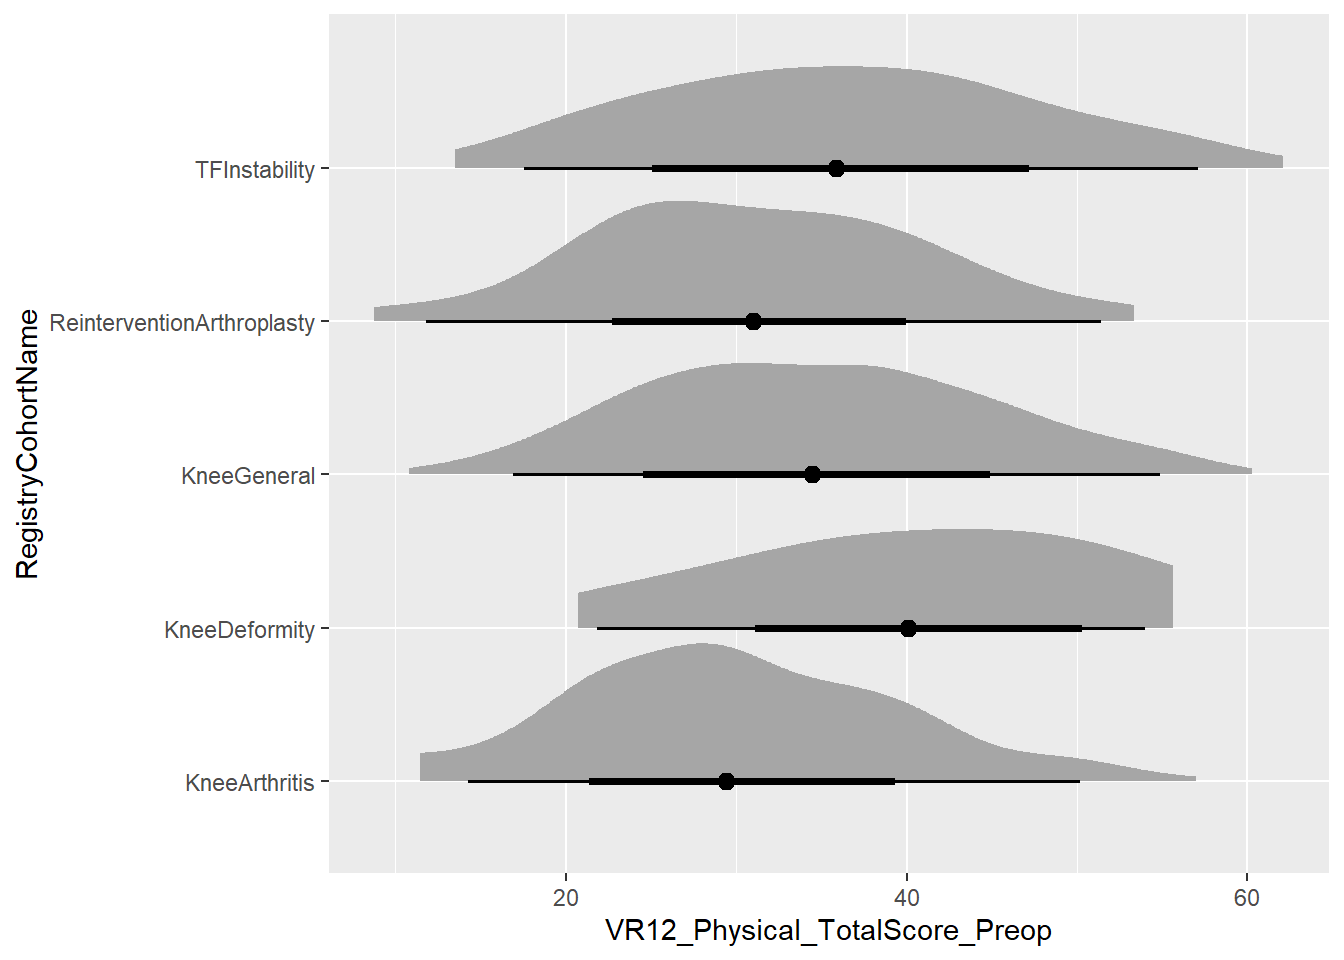 TFInstability
ReinterventionArthroplasty
KneeGeneral
KneeDeformity
KneeArthritis
RegistryCohortName
20 40 60
VR12_Physical_TotalScore_Preop